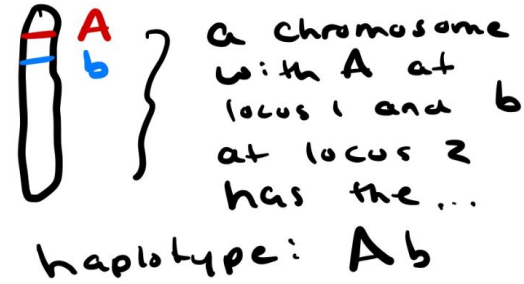 A
b
a chromosome
with A at
locus 1 and b
at locus 2
has the...
haplotype: Ab